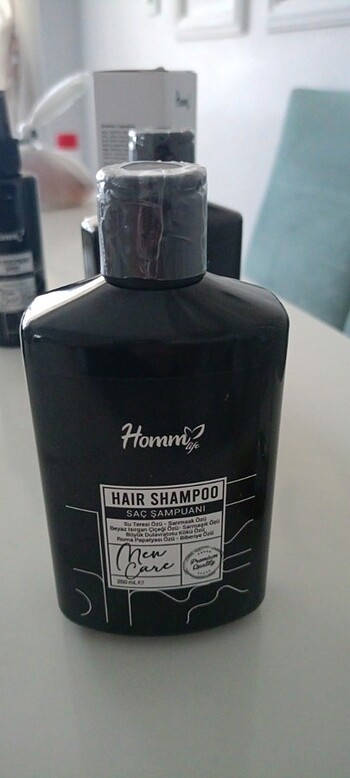 Homm life
HAIR SHAMPOO
SAÇ ŞAMPUANI
Su Teresi Özü - Sarımsak Özü
Beyaz Isırgan Çiçeği Özü - Sarmaşık Özü
Büyük Dulavratotu Kökü Özü
Roma Papatyası Özü - Biberiye Özü
Men
Care
Premium
Quality
250 mL ℮